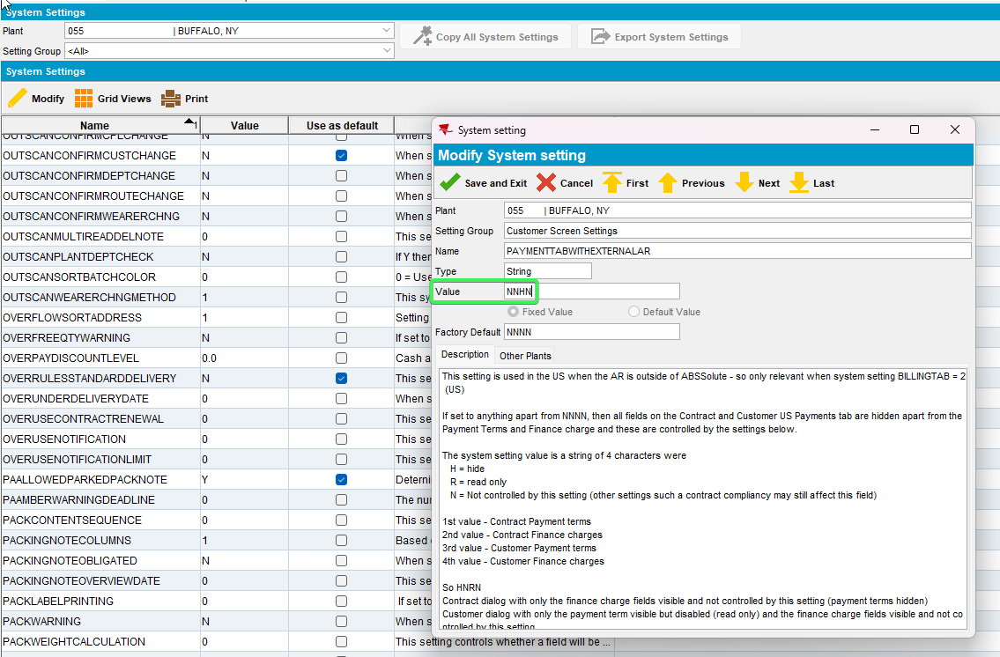 System Settings
Plant 055 | BUFFALO, NY Copy All System Settings Export System Settings
Setting Group <All>
System Settings
Modify Grid Views Print
Name 1 Value Use as default
OUTSCANCONFIRMCPLCHANGE N When s
OUTSCANCONFIRMCUSTCHANGE N When s
OUTSCANCONFIRMDEPTCHANGE N When s
OUTSCANCONFIRMROUTECHANGE N When s
OUTSCANCONFIRMWEARERCHNG N When s
OUTSCANMULTIREADDELNOTE 0 This se
OUTSCANPLANTDEPTCHECK N If Y then
OUTSCANSORTBATCHCOLOR 0 0 = Use
OUTSCANWEARERCHNGMETHOD 1 This sy
OVERFLOWSORTADDRESS 1 Setting
OVERFREEQTYWARNING N If set to
OVERPAYDISCOUNTLEVEL 0.0 Cash a
OVERRULESSTANDARDDELIVERY N This se
OVERUNDERDELIVERYDATE 0 When s
OVERUSECONTRACTRENEWAL 0 This se
OVERUSENOTIFICATION 0 This se
OVERUSENOTIFICATIONLIMIT 0 This se
PAALLOWEDPARKEDPACKNOTE Y Determi
PAAMBERWARNINGDEADLINE 0 The nu
PACKCONTENTSEQUENCE 0 This se
PACKINGNOTECOLUMNS 1 Based
PACKINGNOTEOBLIGATED N When s
PACKINGNOTEOVERVIEWDATE 0 This se
PACKLABELPRINTING 0 If set to
PACKWARNING N When s
PACKWEIGHTCALCULATION 0 This setting controls whether a field will be ...
System setting
Modify System setting
Save and Exit Cancel First Previous Next Last
Plant 055 | BUFFALO, NY
Setting Group Customer Screen Settings
Name PAYMENTTABWITHEXTERNALAR
Type String
Value NNHN
Fixed Value Default Value
Factory Default NNNN
Description Other Plants
This setting is used in the US when the AR is outside of ABSSolute - so only relevant when system setting BILLINGTAB = 2
(US)
If set to anything apart from NNNN, then all fields on the Contract and Customer US Payments tab are hidden apart from the
Payment Terms and Finance charge and these are controlled by the settings below.
The system setting value is a string of 4 characters were
H = hide
R = read only
N = Not controlled by this setting (other settings such a contract compliancy may still affect this field)
1st value - Contract Payment terms
2nd value - Contract Finance charges
3rd value - Customer Payment terms
4th value - Customer Finance charges
So HNRN
Contract dialog with only the finance charge fields visible and not controlled by this setting (payment terms hidden)
Customer dialog with only the payment term visible but disabled (read only) and the finance charge fields visible and not co
ntrolled by this setting